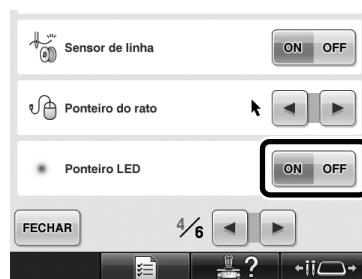 Sensor de linha ON OFF
Ponteiro do rato
Ponteiro LED ON OFF
FECHAR 4/6
?